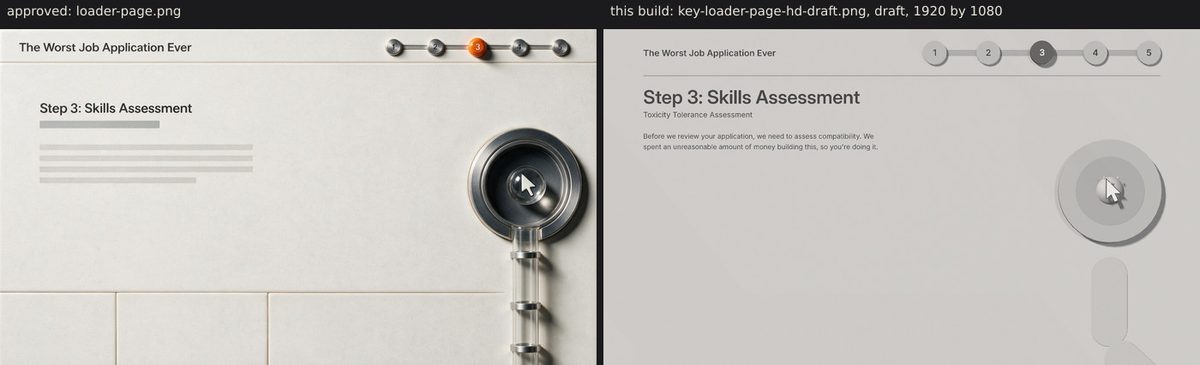 approved: loader-page.png
The Worst Job Application Ever
3
Step 3: Skills Assessment
this build: key-loader-page-hd-draft.png, draft, 1920 by 1080
The Worst Job Application Ever
1 2 3 4 5
Step 3: Skills Assessment
Toxicity Tolerance Assessment
Before we review your application, we need to assess compatibility. We
spent an unreasonable amount of money building this, so you're doing it.